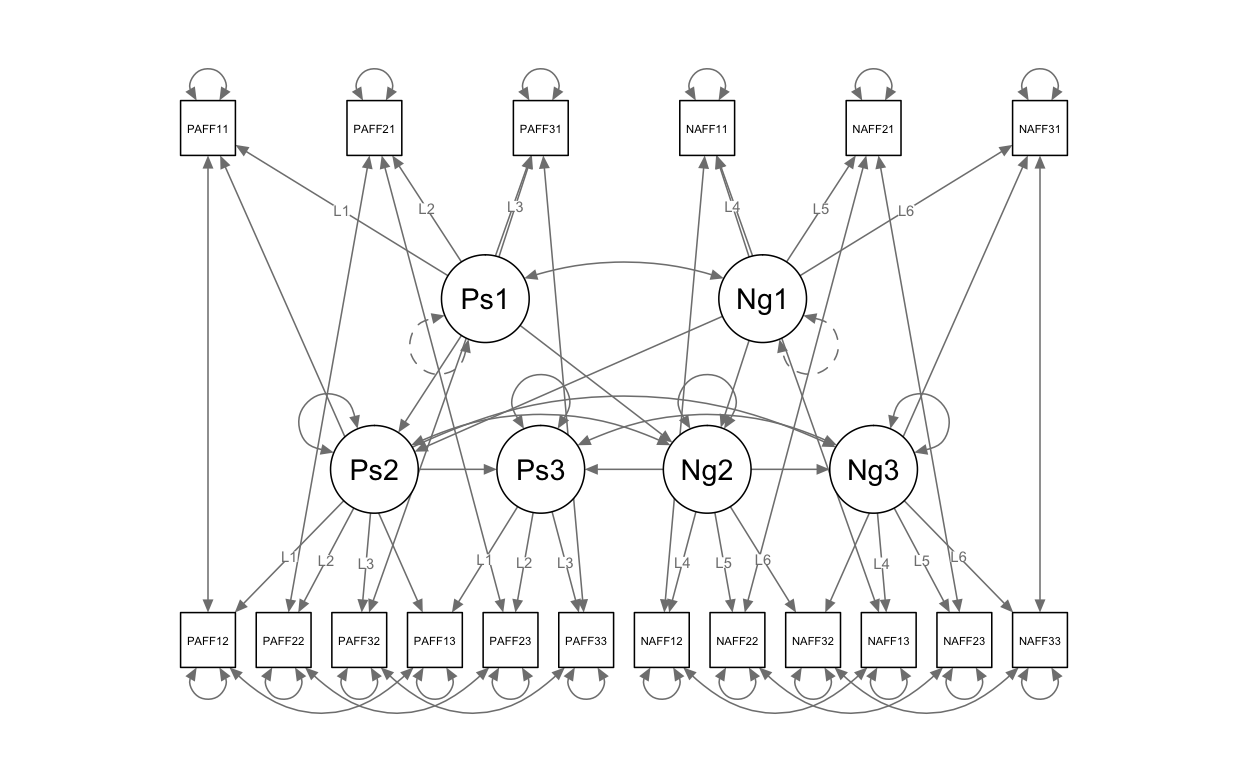 PAFF11 PAFF21 PAFF31 NAFF11 NAFF21 NAFF31
L1 L2 L3 L4 L5 L6
Ps1 Ng1
Ps2 Ps3 Ng2 Ng3
L1 L2 L3 L1 L2 L3 L4 L5 L6 L4 L5 L6
PAFF12 PAFF22 PAFF32 PAFF13 PAFF23 PAFF33 NAFF12 NAFF22 NAFF32 NAFF13 NAFF23 NAFF33